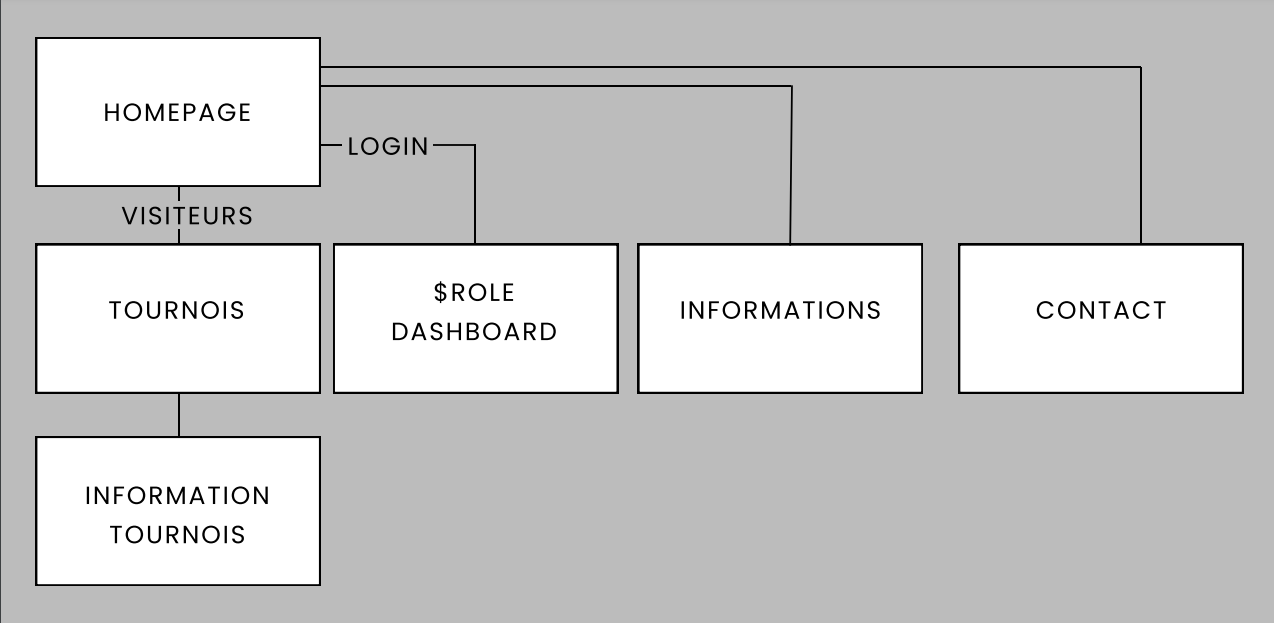 HOMEPAGE
LOGIN
VISITEURS
TOURNOIS
$ROLE
DASHBOARD
INFORMATIONS
CONTACT
INFORMATION
TOURNOIS